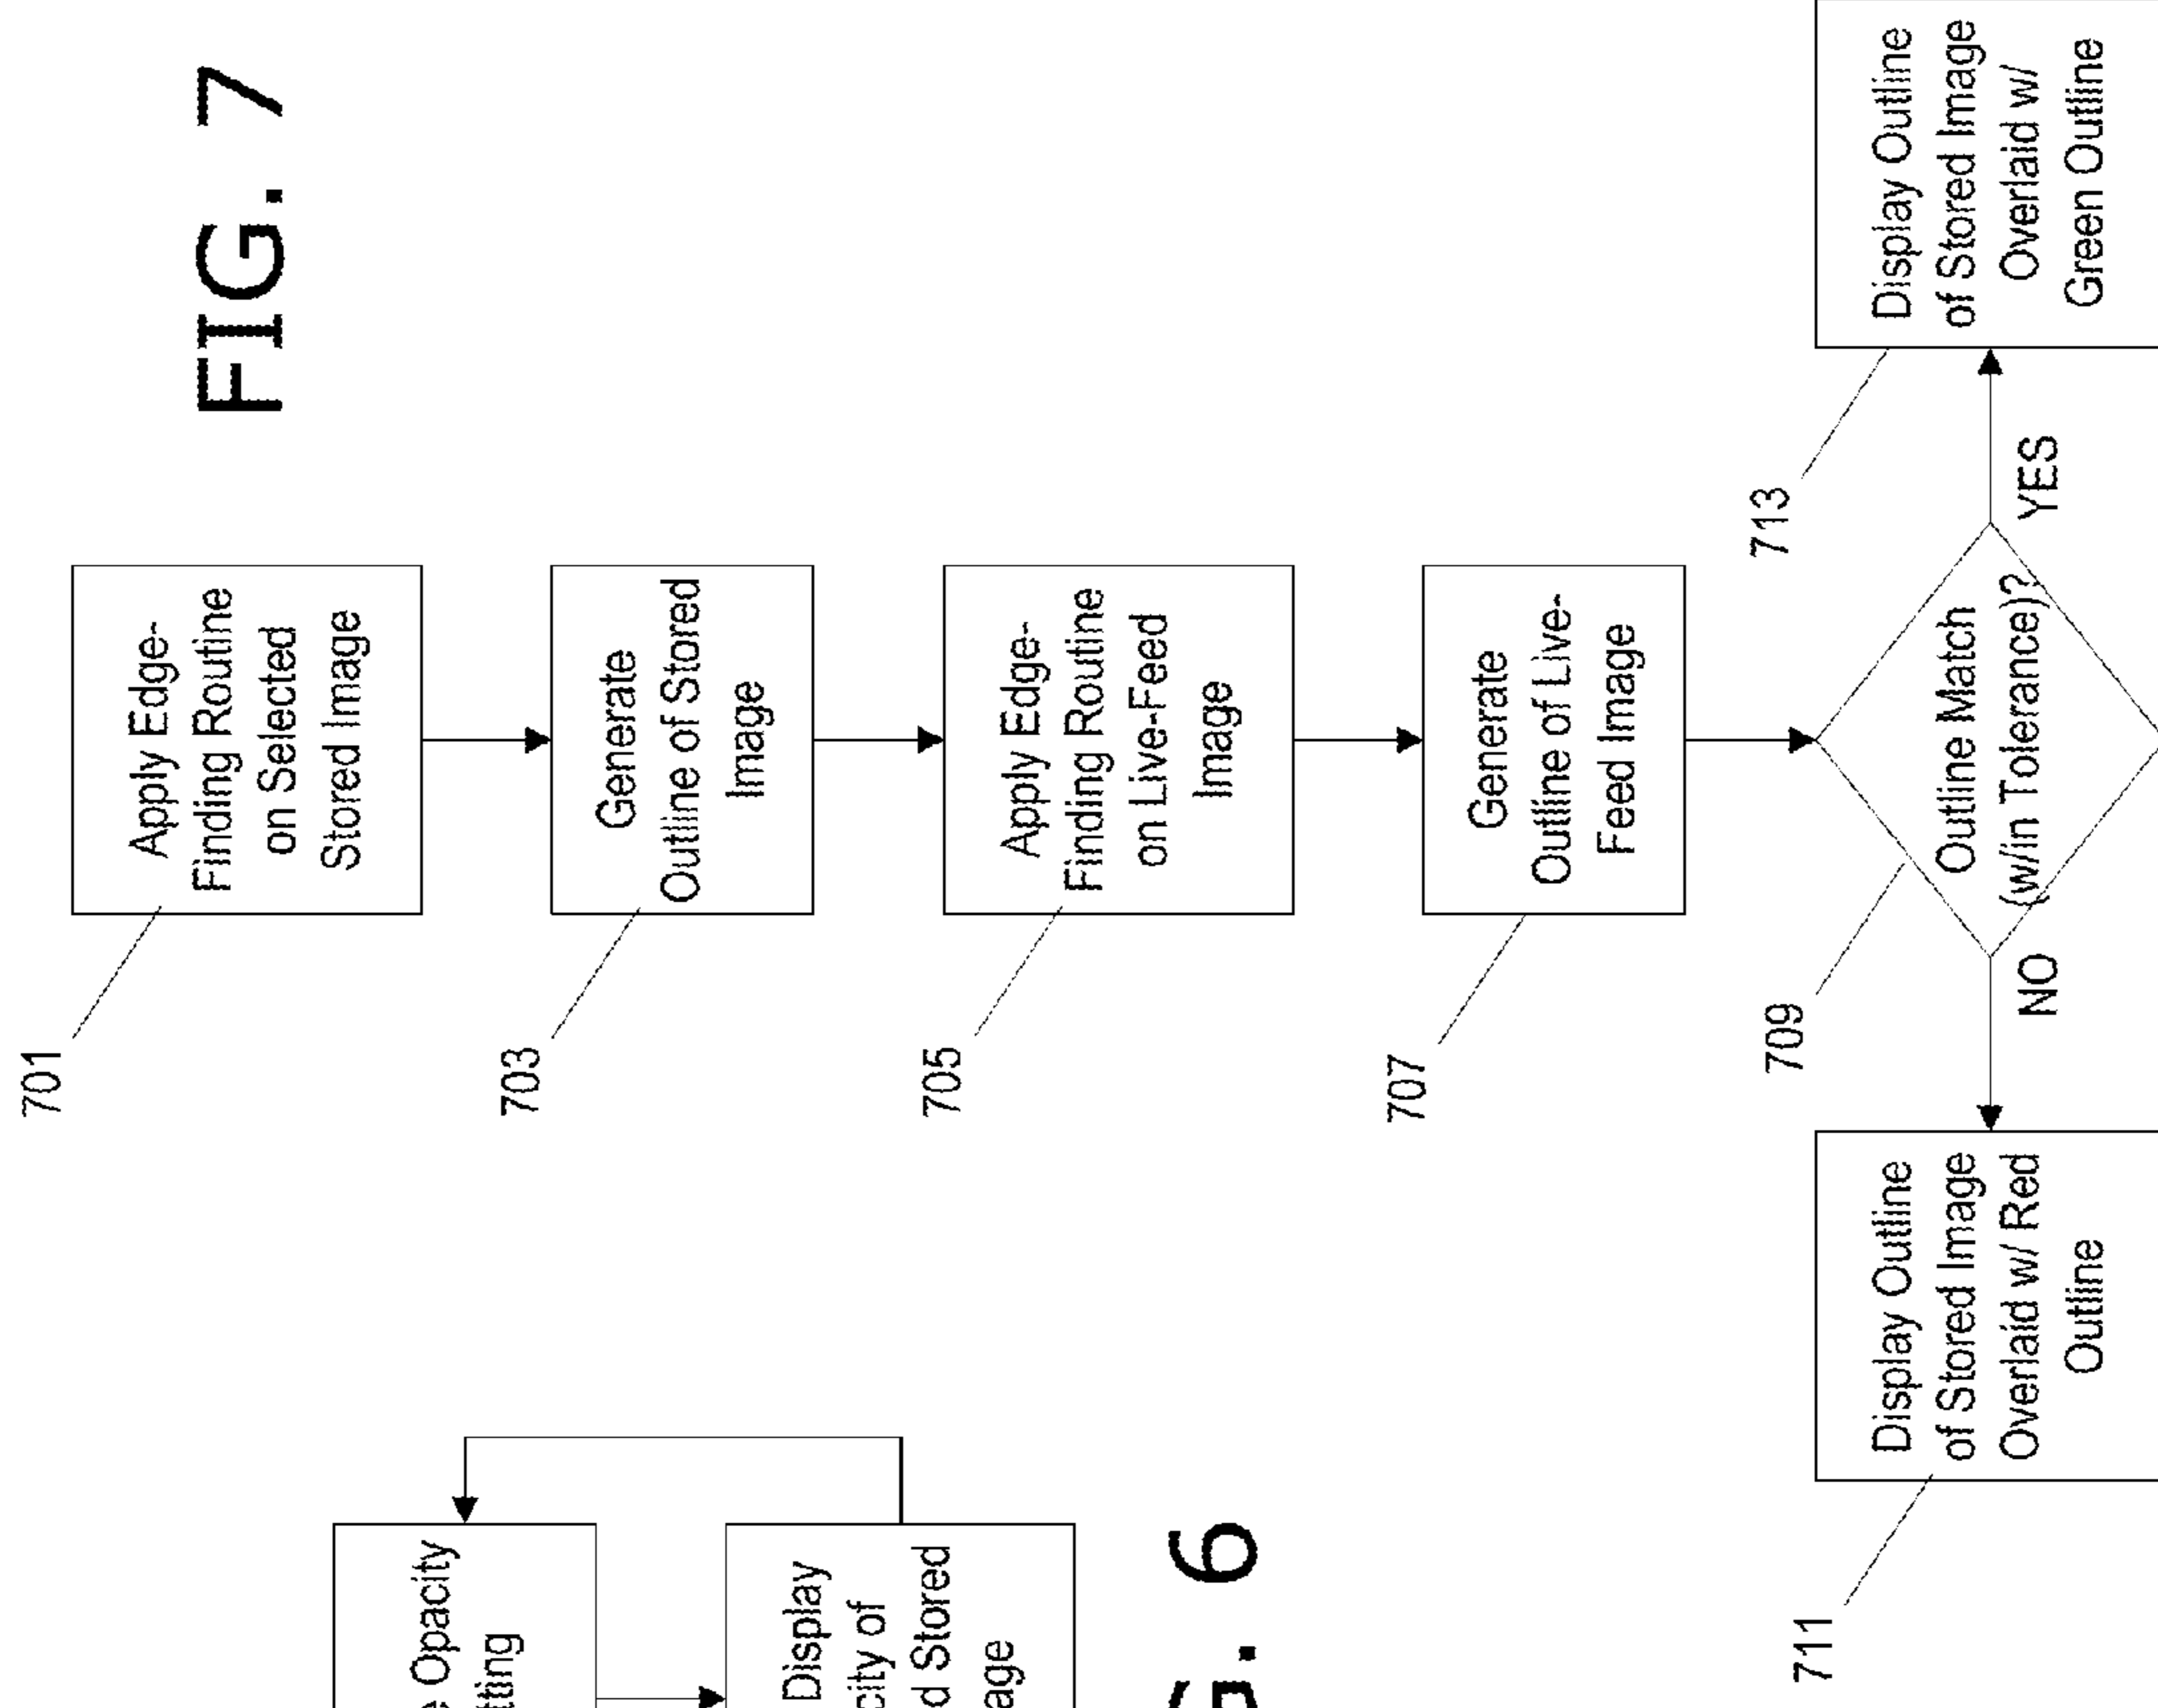 FIG. 7
701
Apply Edge-
Finding Routine
on Selected
Stored Image
703
Generate
Outline of Stored
Image
705
Apply Edge-
Finding Routine
on Live-Feed
Image
707
Generate
Outline of Live-
Feed Image
709
Outline Match
(w/in Tolerance)?
NO
YES
711
Display Outline
of Stored Image
Overlaid w/ Red
Outline
713
Display Outline
of Stored Image
Overlaid w/
Green Outline
Opacity
Display
of
Stored
6